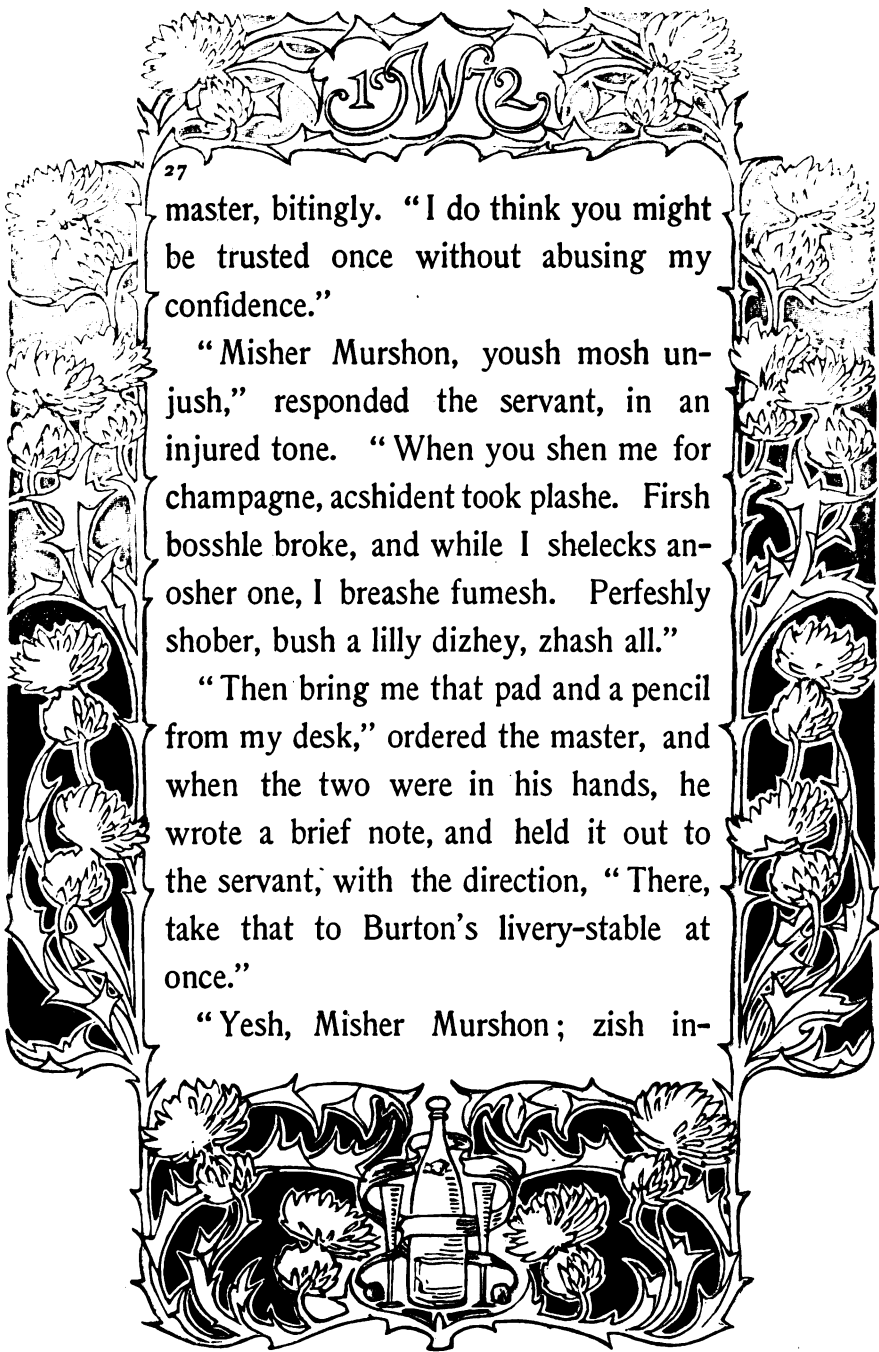 1 W 2
27
master, bitingly. “I do think you might
be trusted once without abusing my
confidence.”
“Misher Murshon, yoush mosh un-
jush,” responded the servant, in an
injured tone. “When you shen me for
champagne, acshident took plashe. Firsh
bosshle broke, and while I shelecks an-
osher one, I breashe fumesh. Perfeshly
shober, bush a lilly dizhey, zhash all.”
“Then bring me that pad and a pencil
from my desk,” ordered the master, and
when the two were in his hands, he
wrote a brief note, and held it out to
the servant, with the direction, “There,
take that to Burton’s livery-stable at
once.”
“Yesh, Misher Murshon; zish in-